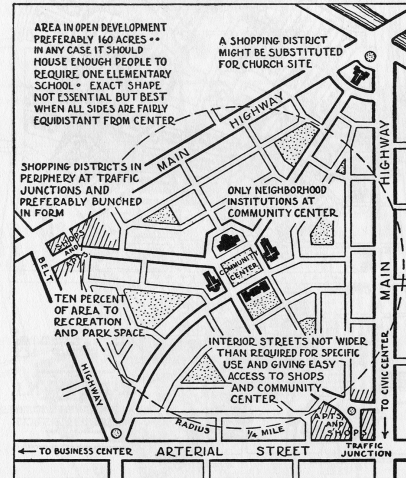 AREA IN OPEN DEVELOPMENT
PREFERABLY 160 ACRES ••
IN ANY CASE IT SHOULD
HOUSE ENOUGH PEOPLE TO
REQUIRE ONE ELEMENTARY
SCHOOL • EXACT SHAPE
NOT ESSENTIAL BUT BEST
WHEN ALL SIDES ARE FAIRLY
EQUIDISTANT FROM CENTER
A SHOPPING DISTRICT
MIGHT BE SUBSTITUTED
FOR CHURCH SITE
MAIN HIGHWAY
SHOPPING DISTRICTS IN
PERIPHERY AT TRAFFIC
JUNCTIONS AND
PREFERABLY BUNCHED
IN FORM
ONLY NEIGHBORHOOD
INSTITUTIONS AT
COMMUNITY CENTER
SHOPS
AND
APTS
COMMUNITY
CENTER
MAIN HIGHWAY
BELT HIGHWAY
TEN PERCENT
OF AREA TO
RECREATION
AND PARK SPACE
INTERIOR STREETS NOT WIDER
THAN REQUIRED FOR SPECIFIC
USE AND GIVING EASY
ACCESS TO SHOPS
AND COMMUNITY
CENTER
TO CIVIC CENTER
RADIUS 1/4 MILE
APTS.
AND
SHOPS
TRAFFIC
JUNCTION
← TO BUSINESS CENTER
ARTERIAL STREET